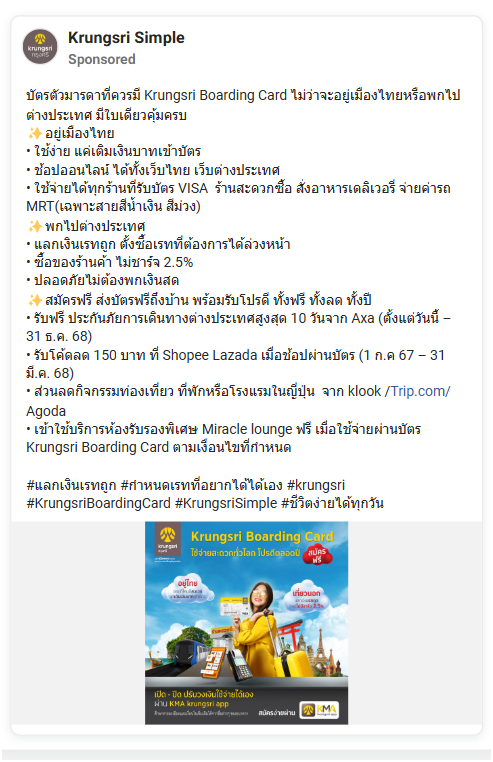 Krungsri Simple
Sponsored
บัตรตัวมารดาที่ควรมี Krungsri Boarding Card ไม่ว่าจะอยู่เมืองไทยหรือพกไป
ต่างประเทศ มีใบเดียวคุ้มครบ
✨อยู่เมืองไทย
• ใช้ง่าย แค่เติมเงินบาทเข้าบัตร
• ช้อปออนไลน์ ได้ทั้งเว็บไทย เว็บต่างประเทศ
• ใช้จ่ายได้ทุกร้านที่รับบัตร VISA ร้านสะดวกซื้อ สั่งอาหารเดลิเวอรี่ จ่ายค่ารถ
MRT(เฉพาะสายสีน้ำเงิน สีม่วง)
✨พกไปต่างประเทศ
• แลกเงินเรทถูก ตั้งซื้อเรทที่ต้องการได้ล่วงหน้า
• ซื้อของร้านค้า ไม่ชาร์จ 2.5%
• ปลอดภัยไม่ต้องพกเงินสด
✨สมัครฟรี ส่งบัตรฟรีถึงบ้าน พร้อมรับโปรดี ทั้งฟรี ทั้งลด ทั้งปี
• รับฟรี ประกันภัยการเดินทางต่างประเทศสูงสุด 10 วันจาก Axa (ตั้งแต่วันนี้ –
31 ธ.ค. 68)
• รับโค้ดลด 150 บาท ที่ Shopee Lazada เมื่อช้อปผ่านบัตร (1 ก.ค 67 – 31
มี.ค. 68)
• ส่วนลดกิจกรรมท่องเที่ยว ที่พักหรือโรงแรมในญี่ปุ่น จาก klook /Trip.com/
Agoda
• เข้าใช้บริการห้องรับรองพิเศษ Miracle lounge ฟรี เมื่อใช้จ่ายผ่านบัตร
Krungsri Boarding Card ตามเงื่อนไขที่กำหนด
#แลกเงินเรทถูก #กำหนดเรทที่อยากได้ได้เอง #krungsri
#KrungsriBoardingCard #KrungsriSimple #ชีวิตง่ายได้ทุกวัน
krungsri
กรุงศรี
Krungsri Boarding Card
ใช้จ่ายสะดวกทั่วโลก โปรดีตลอดปี
สมัคร
ฟรี
อยู่ไทย
เที่ยวนอก
เปิด - ปิด ปรับวงเงินใช้จ่ายได้เอง
ผ่าน KMA krungsri app
สมัครง่ายผ่าน
KMA
krungsri app